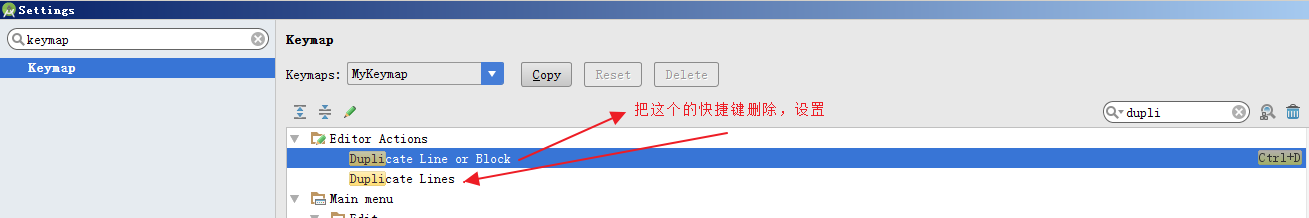 Settings
keymap
Keymap
Keymap
Keymaps: MyKeymap Copy Reset Delete
把这个的快捷键删除，设置
dupli
Editor Actions
Duplicate Line or Block Ctrl+D
Duplicate Lines
Main menu
Edit